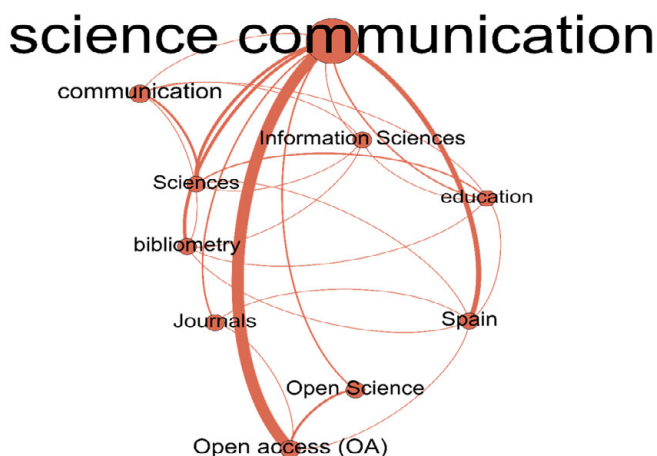 science communication
communication
Information Sciences
Sciences
education
bibliometry
Journals
Spain
Open Science
Open access (OA)